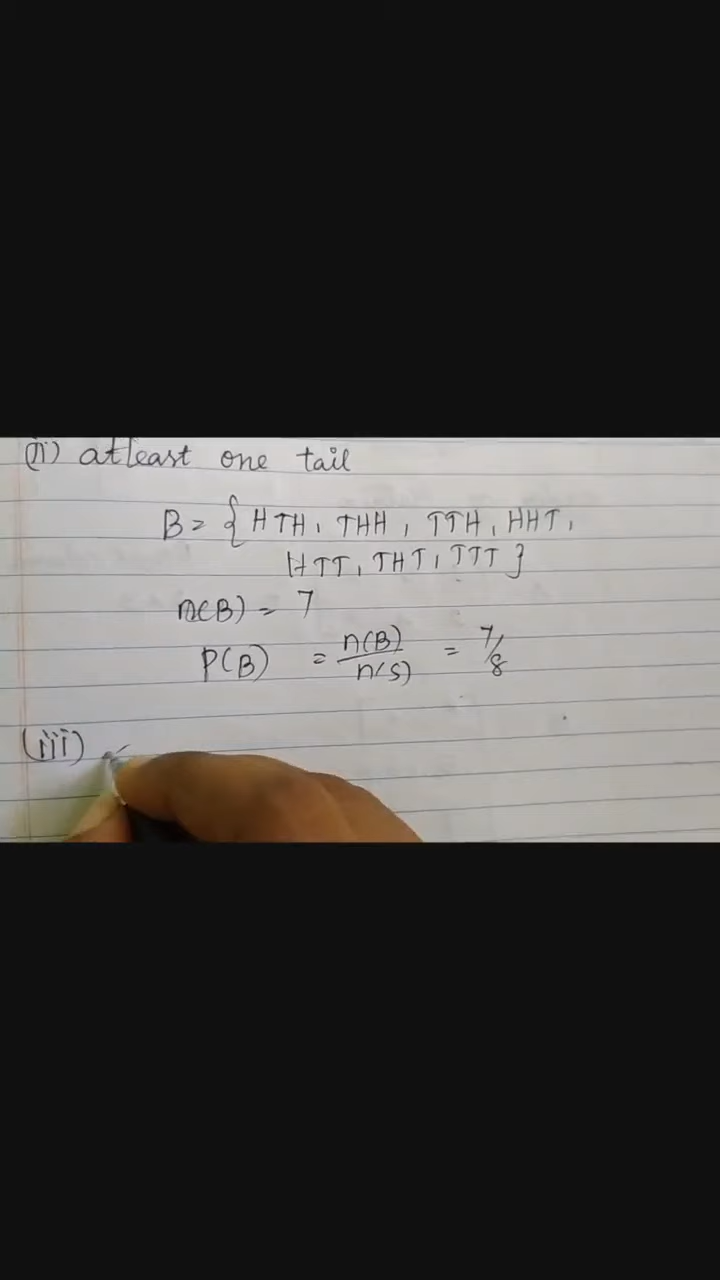 (ii) atleast one tail
B = { HTH, THH, TTH, HHT,
HTT, THT, TTT }
n(B) = 7
P(B) = n(B)/n(S) = 7/8
(iii)